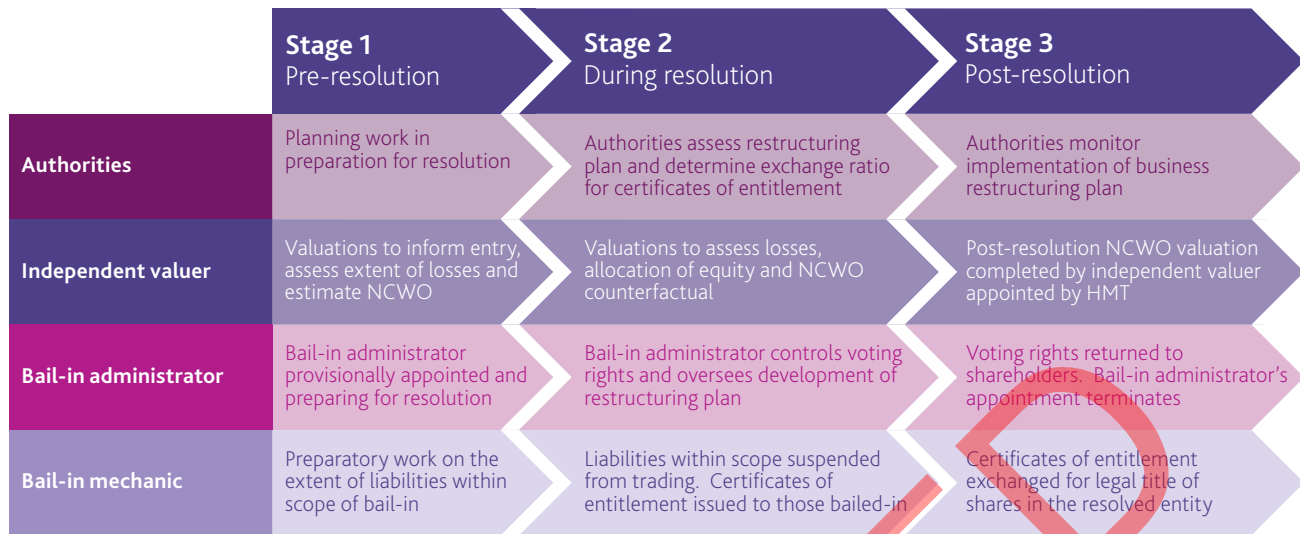 Stage 1
Pre-resolution
Stage 2
During resolution
Stage 3
Post-resolution
Authorities
Planning work in
preparation for resolution
Authorities assess restructuring
plan and determine exchange ratio
for certificates of entitlement
Authorities monitor
implementation of business
restructuring plan
Independent valuer
Valuations to inform entry,
assess extent of losses and
estimate NCWO
Valuations to assess losses,
allocation of equity and NCWO
counterfactual
Post-resolution NCWO valuation
completed by independent valuer
appointed by HMT
Bail-in administrator
Bail-in administrator
provisionally appointed and
preparing for resolution
Bail-in administrator controls voting
rights and oversees development of
restructuring plan
Voting rights returned to
shareholders. Bail-in administrator's
appointment terminates
Bail-in mechanic
Preparatory work on the
extent of liabilities within
scope of bail-in
Liabilities within scope suspended
from trading. Certificates of
entitlement issued to those bailed-in
Certificates of entitlement
exchanged for legal title of
shares in the resolved entity